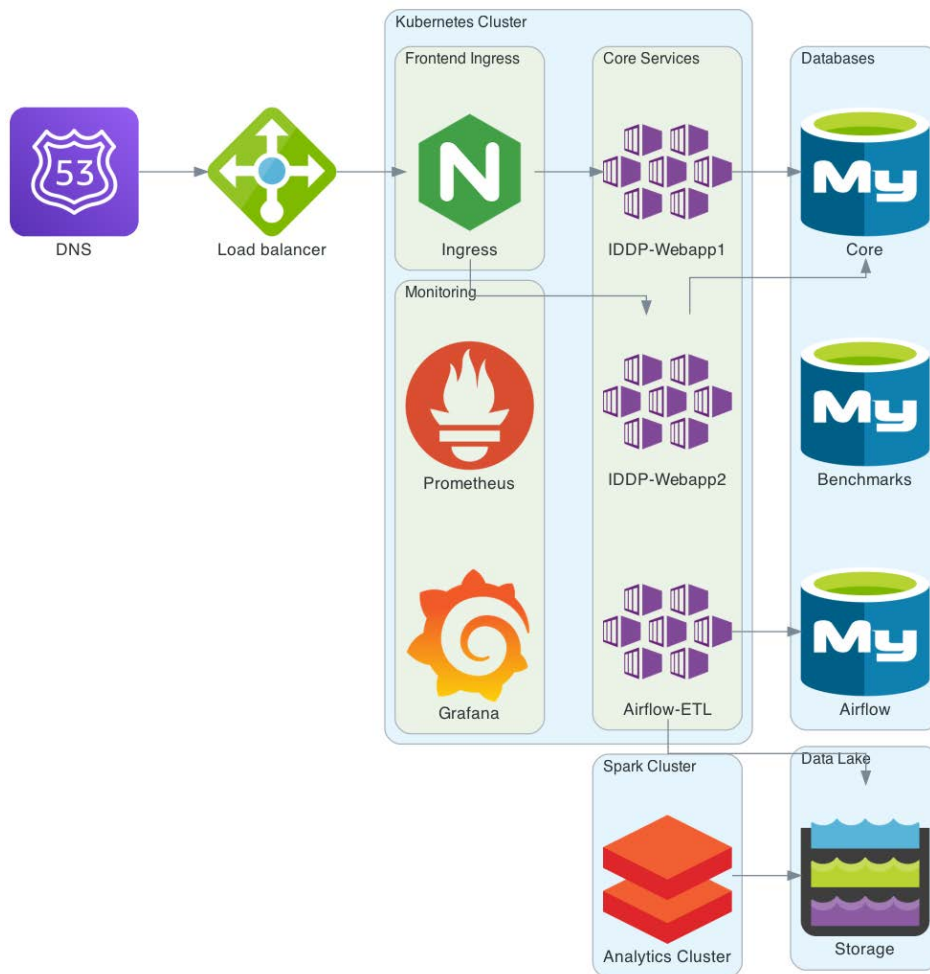 Kubernetes Cluster
Frontend Ingress
Core Services
Databases
53
N
My
DNS
Load balancer
Ingress
IDDP-Webapp1
Core
Monitoring
My
Prometheus
IDDP-Webapp2
Benchmarks
My
Grafana
Airflow-ETL
Airflow
Spark Cluster
Data Lake
Analytics Cluster
Storage